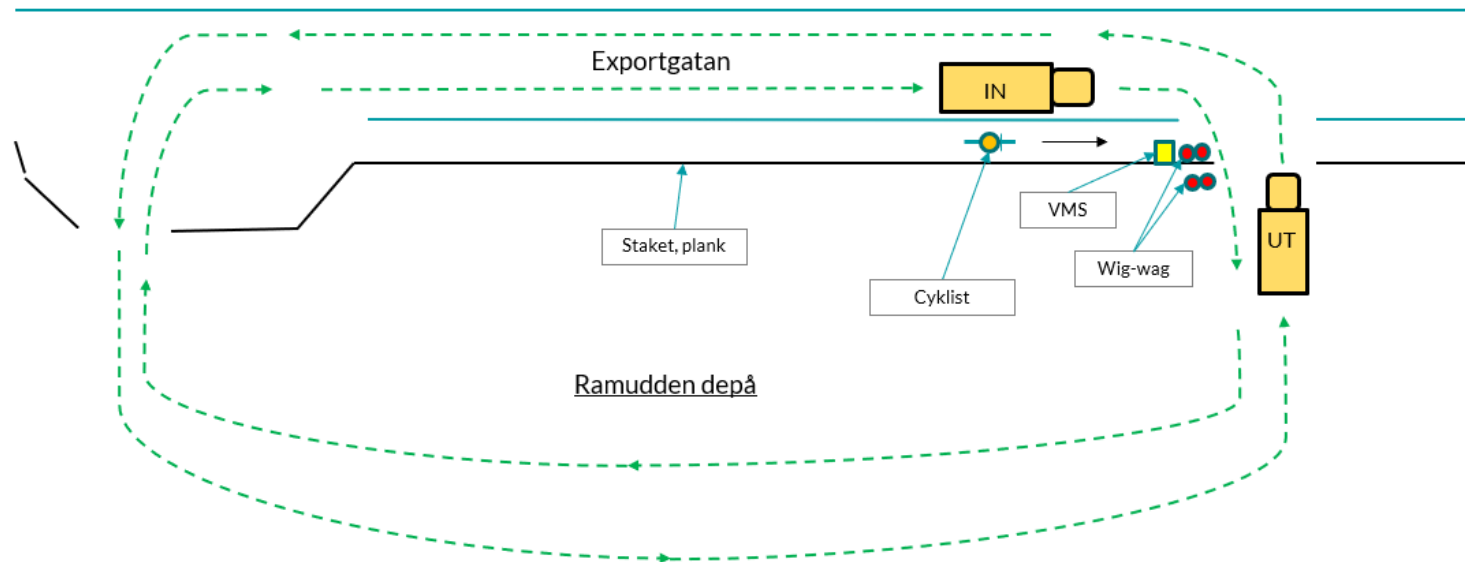 Exportgatan
IN
VMS
UT
Staket, plank
Wig-wag
Cyklist
Ramudden depå